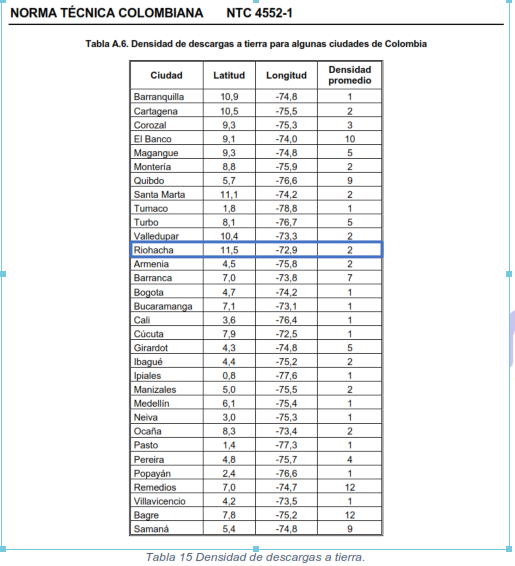 NORMA TÉCNICA COLOMBIANA NTC 4552-1
Tabla A.6. Densidad de descargas a tierra para algunas ciudades de Colombia
Ciudad Latitud Longitud Densidad promedio
Barranquilla 10,9 -74,8 1
Cartagena 10,5 -75,5 2
Corozal 9,3 -75,3 3
El Banco 9,1 -74,0 10
Magangue 9,3 -74,8 5
Montería 8,8 -75,9 2
Quibdo 5,7 -76,6 9
Santa Marta 11,1 -74,2 2
Tumaco 1,8 -78,8 1
Turbo 8,1 -76,7 5
Valledupar 10,4 -73,3 2
Riohacha 11,5 -72,9 2
Armenia 4,5 -75,8 2
Barranca 7,0 -73,8 7
Bogota 4,7 -74,2 1
Bucaramanga 7,1 -73,1 1
Cali 3,6 -76,4 1
Cúcuta 7,9 -72,5 1
Girardot 4,3 -74,8 5
Ibagué 4,4 -75,2 2
Ipiales 0,8 -77,6 1
Manizales 5,0 -75,5 2
Medellín 6,1 -75,4 1
Neiva 3,0 -75,3 1
Ocaña 8,3 -73,4 2
Pasto 1,4 -77,3 1
Pereira 4,8 -75,7 4
Popayán 2,4 -76,6 1
Remedios 7,0 -74,7 12
Villavicencio 4,2 -73,5 1
Bagre 7,8 -75,2 12
Samaná 5,4 -74,8 9
Tabla 15 Densidad de descargas a tierra.